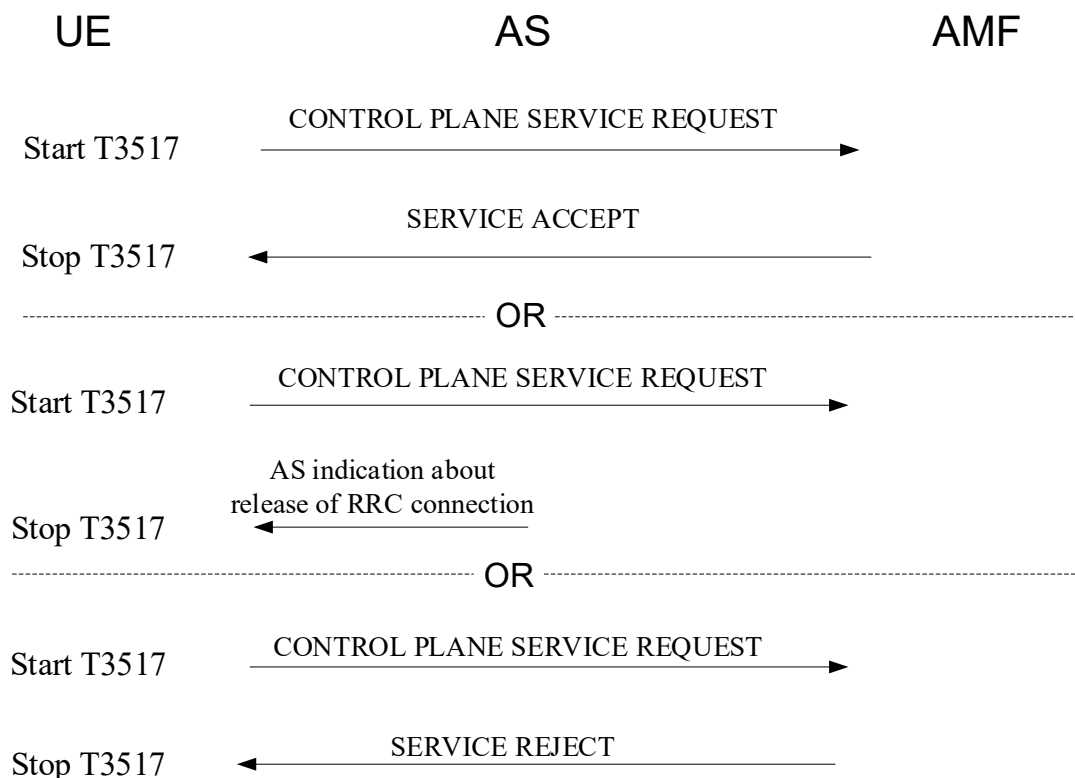 UE AS AMF
CONTROL PLANE SERVICE REQUEST
Start T3517
SERVICE ACCEPT
Stop T3517
OR
CONTROL PLANE SERVICE REQUEST
Start T3517
AS indication about
release of RRC connection
Stop T3517
OR
CONTROL PLANE SERVICE REQUEST
Start T3517
SERVICE REJECT
Stop T3517